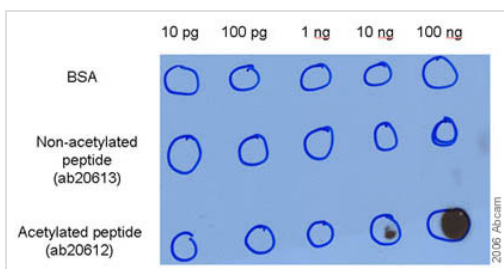 10 pg 100 pg 1 ng 10 ng 100 ng
BSA
Non-acetylated
peptide
(ab20613)
Acetylated peptide
(ab20612)
2006 Abcam